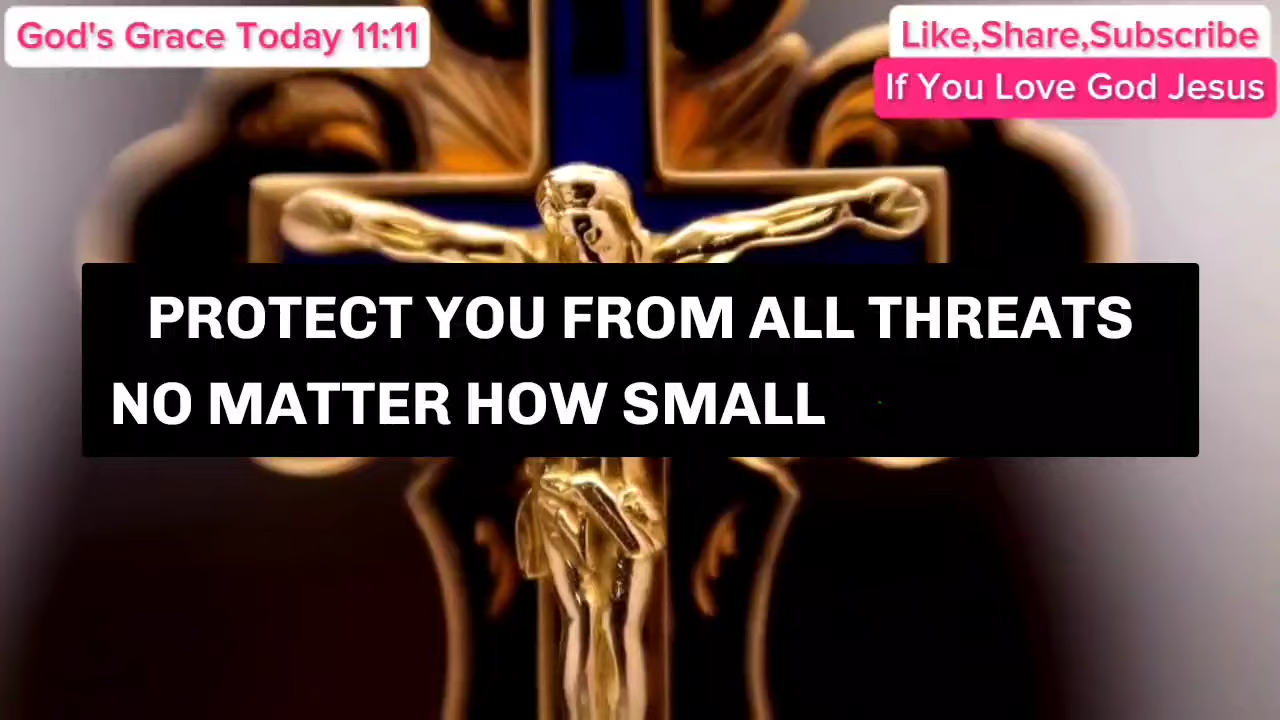 God's Grace Today 11:11
Like,Share,Subscribe
If You Love God Jesus
PROTECT YOU FROM ALL THREATS
NO MATTER HOW SMALL